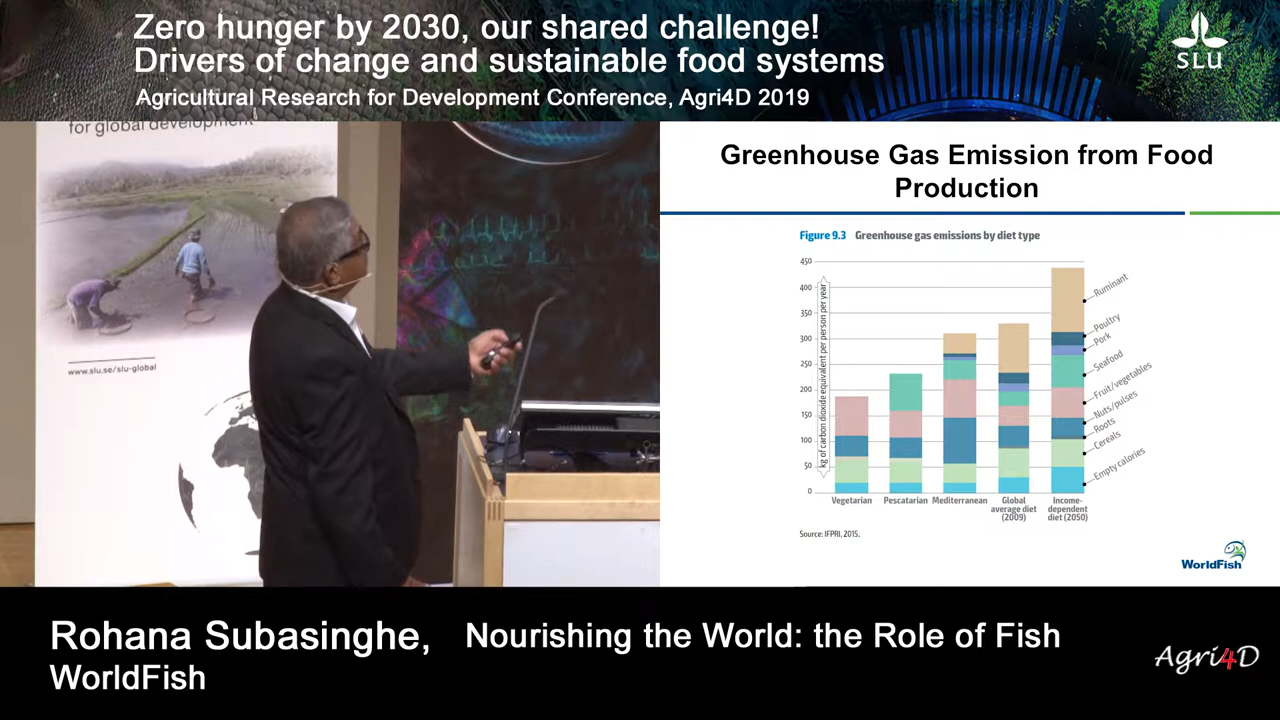 Zero hunger by 2030, our shared challenge!
Drivers of change and sustainable food systems
Agricultural Research for Development Conference, Agri4D 2019
SLU
for global development
www.slu.se/slu-global
Greenhouse Gas Emission from Food
Production
Figure 9.3 Greenhouse gas emissions by diet type
kg of carbon dioxide equivalent per person per year
450
400
350
300
250
200
150
100
50
0
Ruminant
Poultry
Pork
Seafood
Fruit/vegetables
Nuts/pulses
Roots
Cereals
Empty calories
Vegetarian
Pescatarian
Mediterranean
Global
average diet
(2009)
Income-
dependent
diet (2050)
Source: IFPRI, 2015.
WorldFish
Rohana Subasinghe,
WorldFish
Nourishing the World: the Role of Fish
Agri4D